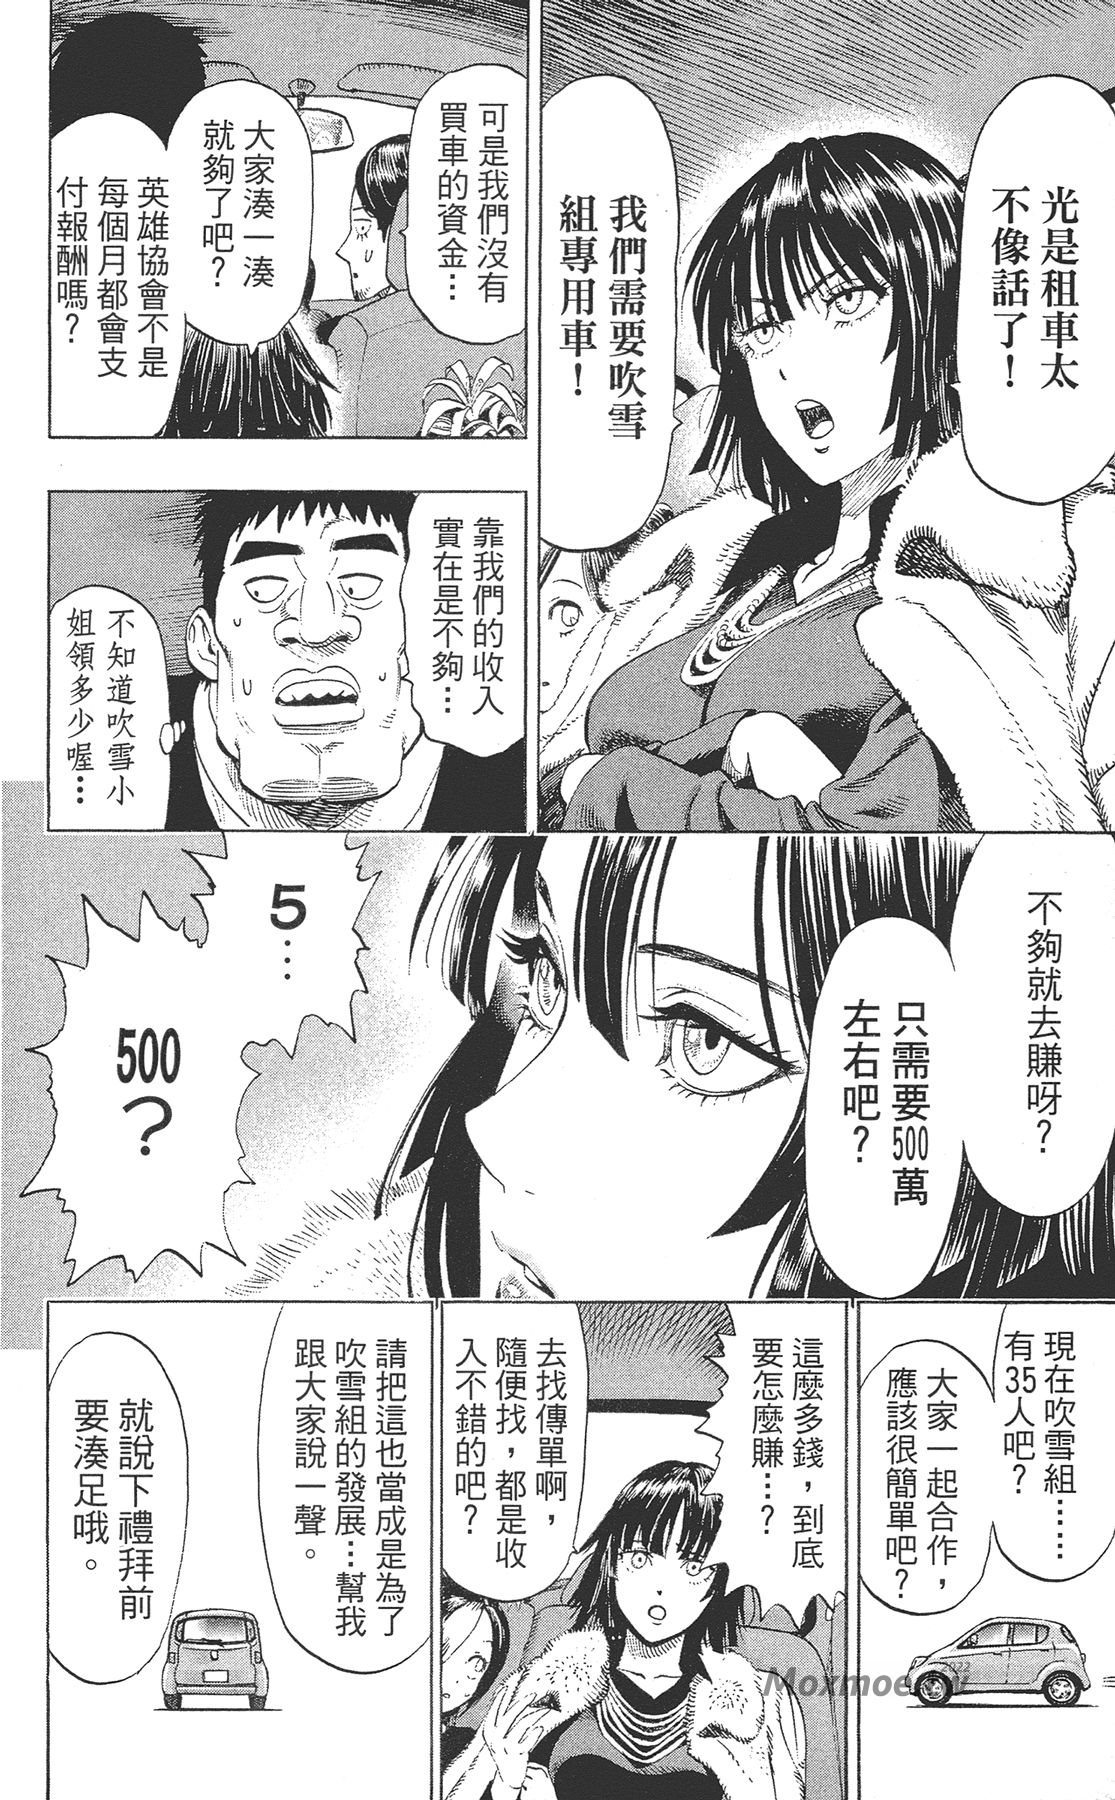 光是租車太
不像話了！
我們需要吹雪
組專用車！
可是我們沒有
買車的資金…
大家湊一湊
就夠了吧？
英雄協會不是
每個月都會支
付報酬嗎？
靠我們的收入
實在是不夠…
不知道吹雪小
姐領多少喔…
不夠就去賺呀？
只需要500萬
左右吧？
5…
500？
現在吹雪組……
有35人吧？
大家一起合作，
應該很簡單吧？
這麼多錢，到底
要怎麼賺…？
去找傳單啊，
隨便找，都是收
入不錯的吧？
請把這也當成是為了
吹雪組的發展…幫我
跟大家說一聲。
就說下禮拜前
要湊足哦。